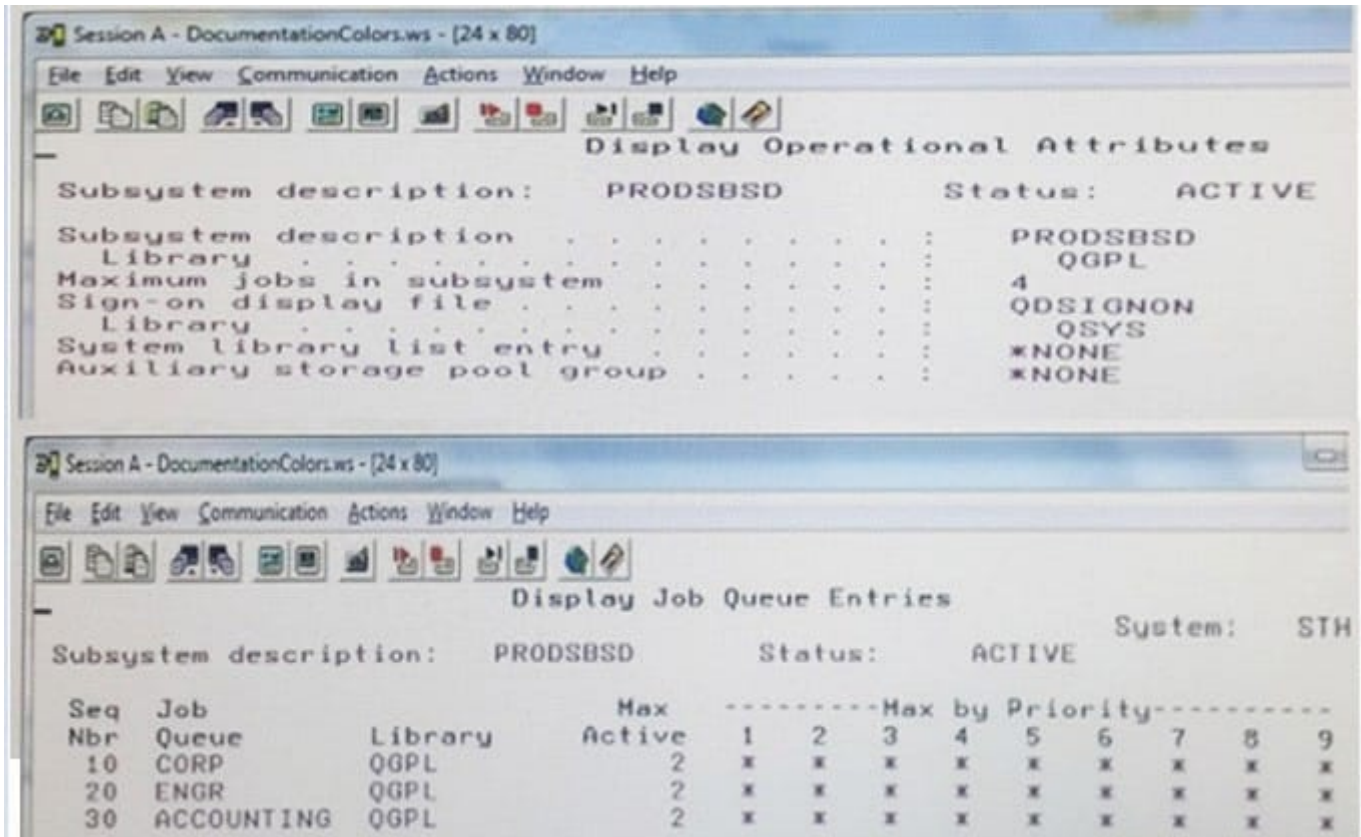 Session A - DocumentationColors.ws - [24 x 80]
File Edit View Communication Actions Window Help
Display Operational Attributes
Subsystem description: PRODSBSD Status: ACTIVE
Subsystem description . . . . . . . . . : PRODSBSD
Library . . . . . . . . . . . . . . : QGPL
Maximum jobs in subsystem . . . . . . : 4
Sign-on display file . . . . . . . . . : QDSIGNON
Library . . . . . . . . . . . . . . : QSYS
System library list entry . . . . . . : *NONE
Auxiliary storage pool group . . . . . : *NONE
Session A - DocumentationColors.ws - [24 x 80]
File Edit View Communication Actions Window Help
Display Job Queue Entries
System: STH
Subsystem description: PRODSBSD Status: ACTIVE
Seq Job Max ----------Max by Priority-----------
Nbr Queue Library Active 1 2 3 4 5 6 7 8 9
10 CORP QGPL 2 * * * * * * * * *
20 ENGR QGPL 2 * * * * * * * * *
30 ACCOUNTING QGPL 2 * * * * * * * * *